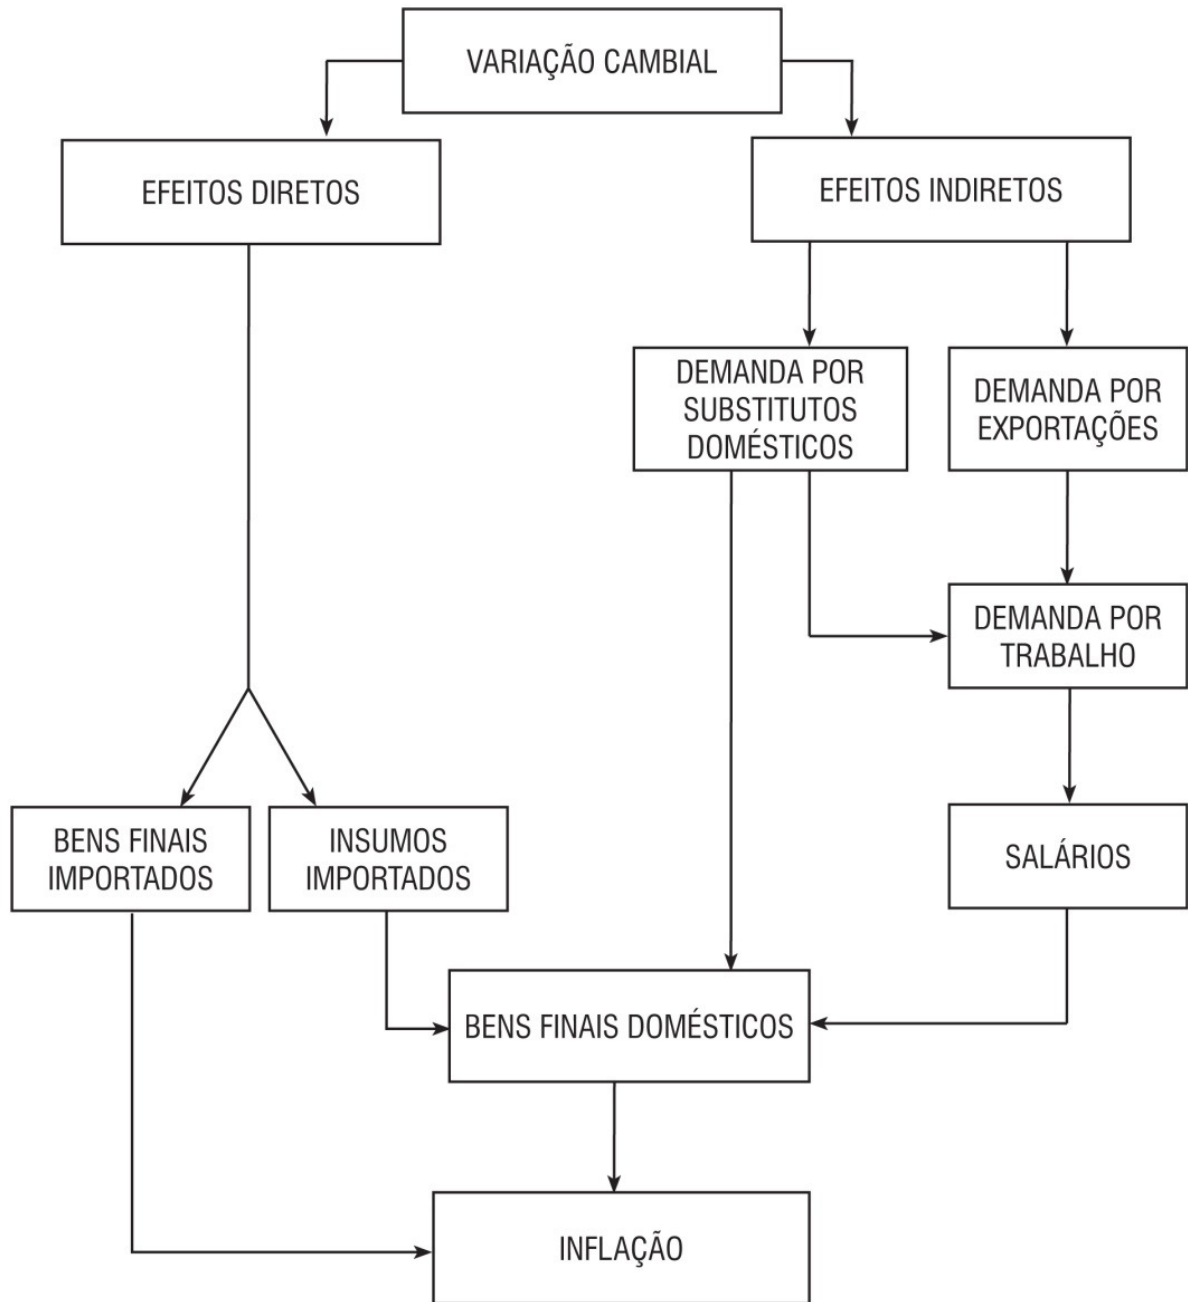 VARIAÇÃO CAMBIAL
EFEITOS DIRETOS
EFEITOS INDIRETOS
DEMANDA POR
SUBSTITUTOS
DOMÉSTICOS
DEMANDA POR
EXPORTAÇÕES
DEMANDA POR
TRABALHO
BENS FINAIS
IMPORTADOS
INSUMOS
IMPORTADOS
SALÁRIOS
BENS FINAIS DOMÉSTICOS
INFLAÇÃO